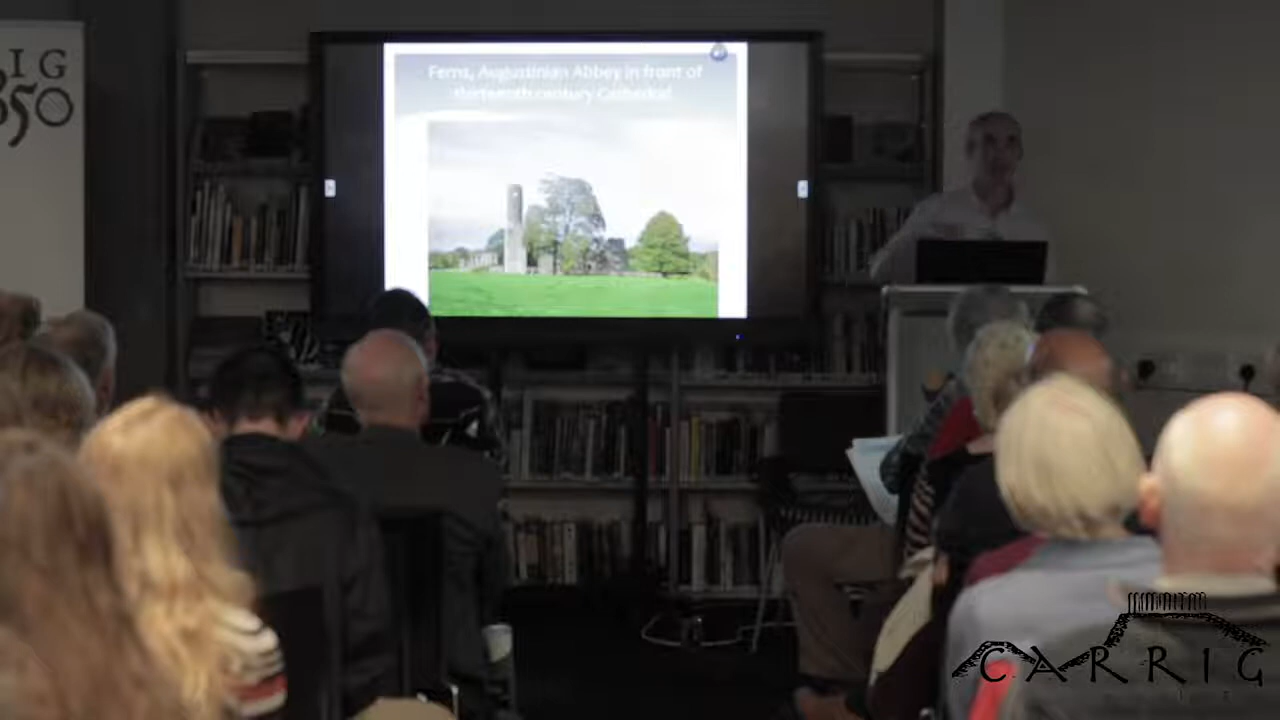 IG
850
Ferns, Augustinian Abbey in front of
thirteenth century Cathedral
CARRIG